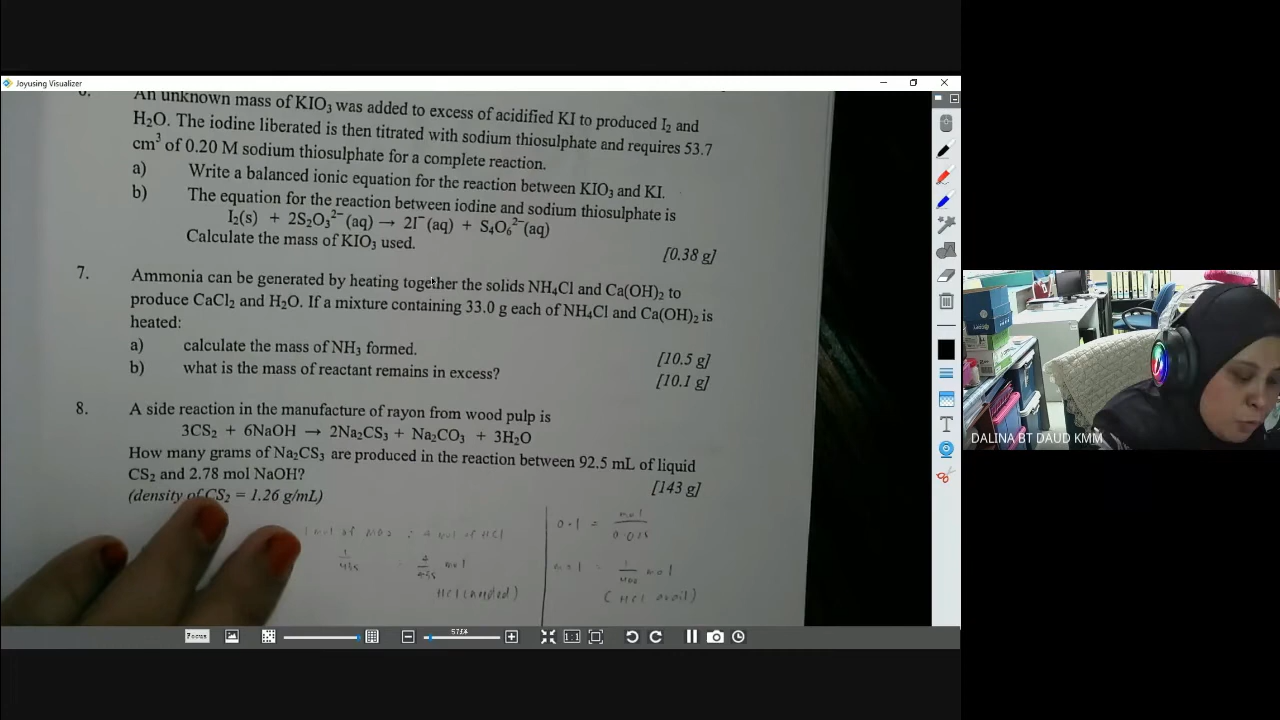 Joyusing Visualizer
An unknown mass of KIO₃ was added to excess of acidified KI to produced I₂ and
H₂O. The iodine liberated is then titrated with sodium thiosulphate and requires 53.7
cm³ of 0.20 M sodium thiosulphate for a complete reaction.
a) Write a balanced ionic equation for the reaction between KIO₃ and KI.
b) The equation for the reaction between iodine and sodium thiosulphate is
I₂(s) + 2S₂O₃²⁻(aq) → 2I⁻(aq) + S₄O₆²⁻(aq)
Calculate the mass of KIO₃ used.
[0.38 g]
7. Ammonia can be generated by heating together the solids NH₄Cl and Ca(OH)₂ to
produce CaCl₂ and H₂O. If a mixture containing 33.0 g each of NH₄Cl and Ca(OH)₂ is
heated:
a) calculate the mass of NH₃ formed. [10.5 g]
b) what is the mass of reactant remains in excess? [10.1 g]
8. A side reaction in the manufacture of rayon from wood pulp is
3CS₂ + 6NaOH → 2Na₂CS₃ + Na₂CO₃ + 3H₂O
How many grams of Na₂CS₃ are produced in the reaction between 92.5 mL of liquid
CS₂ and 2.78 mol NaOH?
[143 g]
(density of CS₂ = 1.26 g/mL)
0.1 = mol
mol
HCl (needed)
(HCl avail)
DALINA BT DAUD KMM
Focus
1:1
T